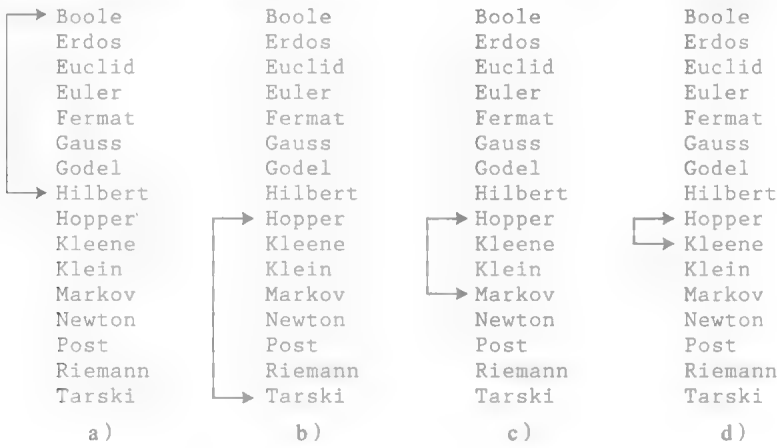 Boole Boole Boole Boole
Erdos Erdos Erdos Erdos
Euclid Euclid Euclid Euclid
Euler Euler Euler Euler
Fermat Fermat Fermat Fermat
Gauss Gauss Gauss Gauss
Godel Godel Godel Godel
Hilbert Hilbert Hilbert Hilbert
Hopper Hopper Hopper Hopper
Kleene Kleene Kleene Kleene
Klein Klein Klein Klein
Markov Markov Markov Markov
Newton Newton Newton Newton
Post Post Post Post
Riemann Riemann Riemann Riemann
Tarski Tarski Tarski Tarski
a) b) c) d)